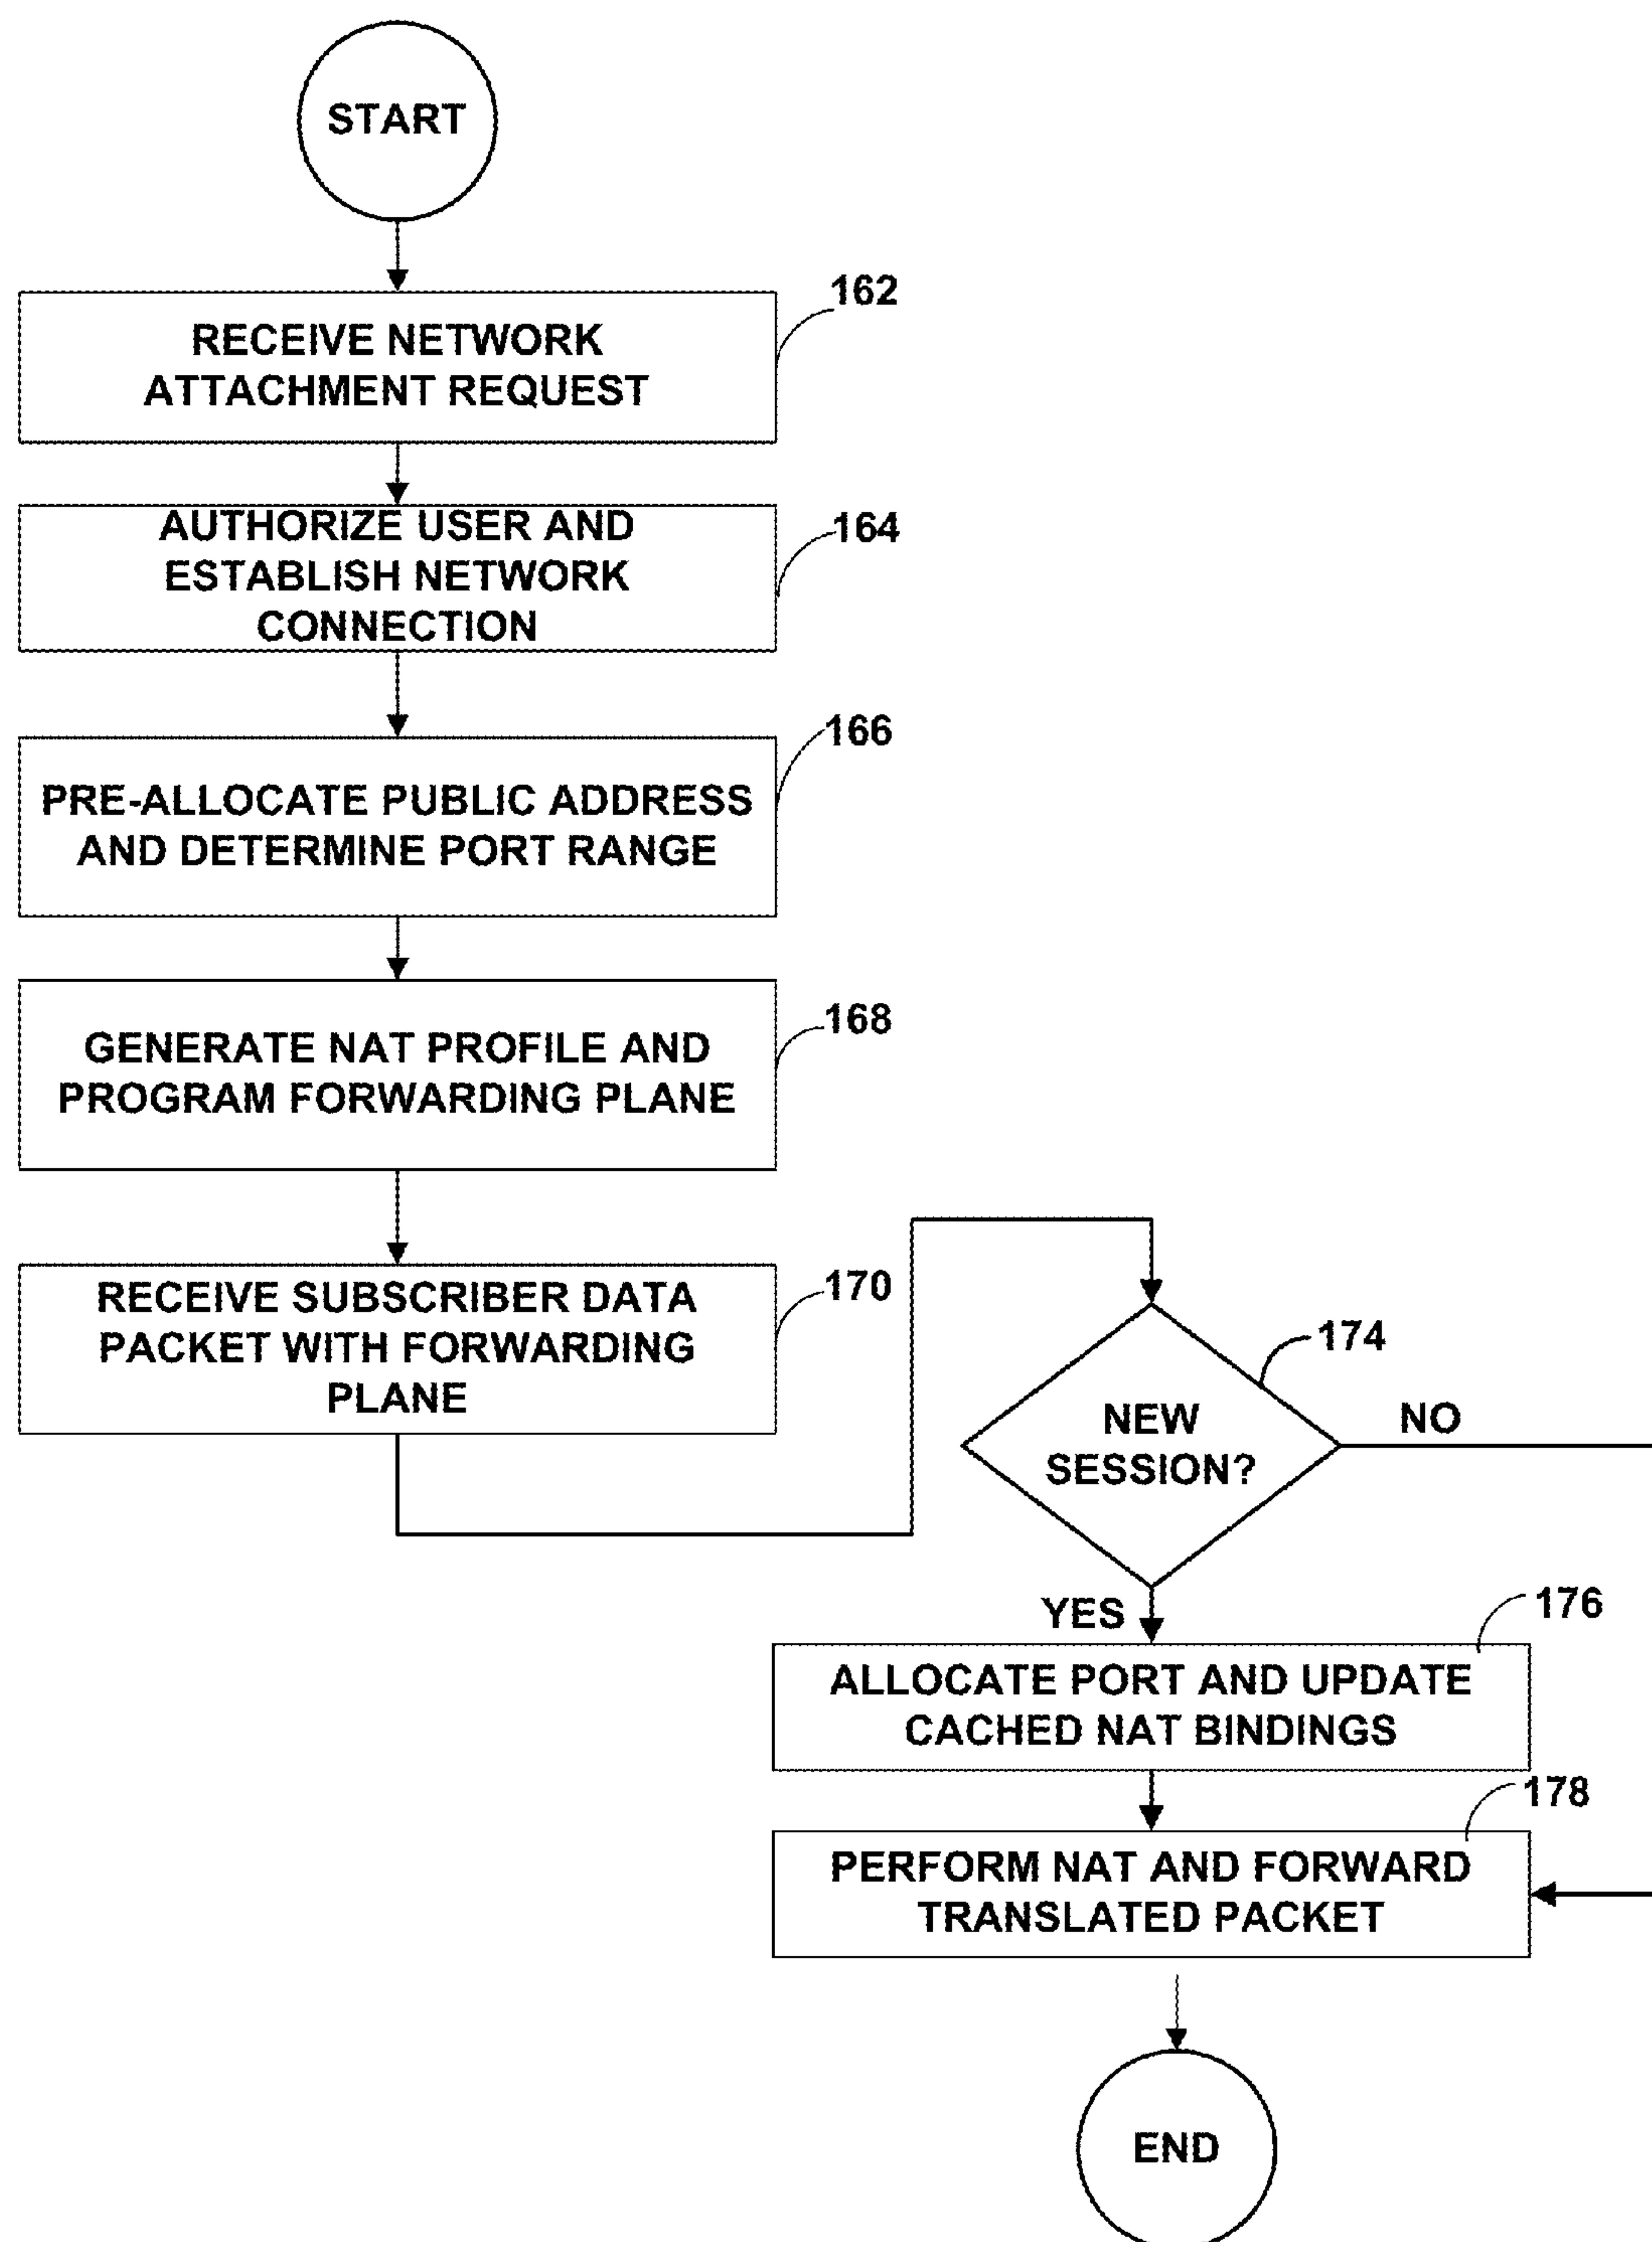 START
162
RECEIVE NETWORK
ATTACHMENT REQUEST
164
AUTHORIZE USER AND
ESTABLISH NETWORK
CONNECTION
166
PRE-ALLOCATE PUBLIC ADDRESS
AND DETERMINE PORT RANGE
168
GENERATE NAT PROFILE AND
PROGRAM FORWARDING PLANE
170
RECEIVE SUBSCRIBER DATA
PACKET WITH FORWARDING
PLANE
174
NEW
SESSION?
NO
YES
176
ALLOCATE PORT AND UPDATE
CACHED NAT BINDINGS
178
PERFORM NAT AND FORWARD
TRANSLATED PACKET
END